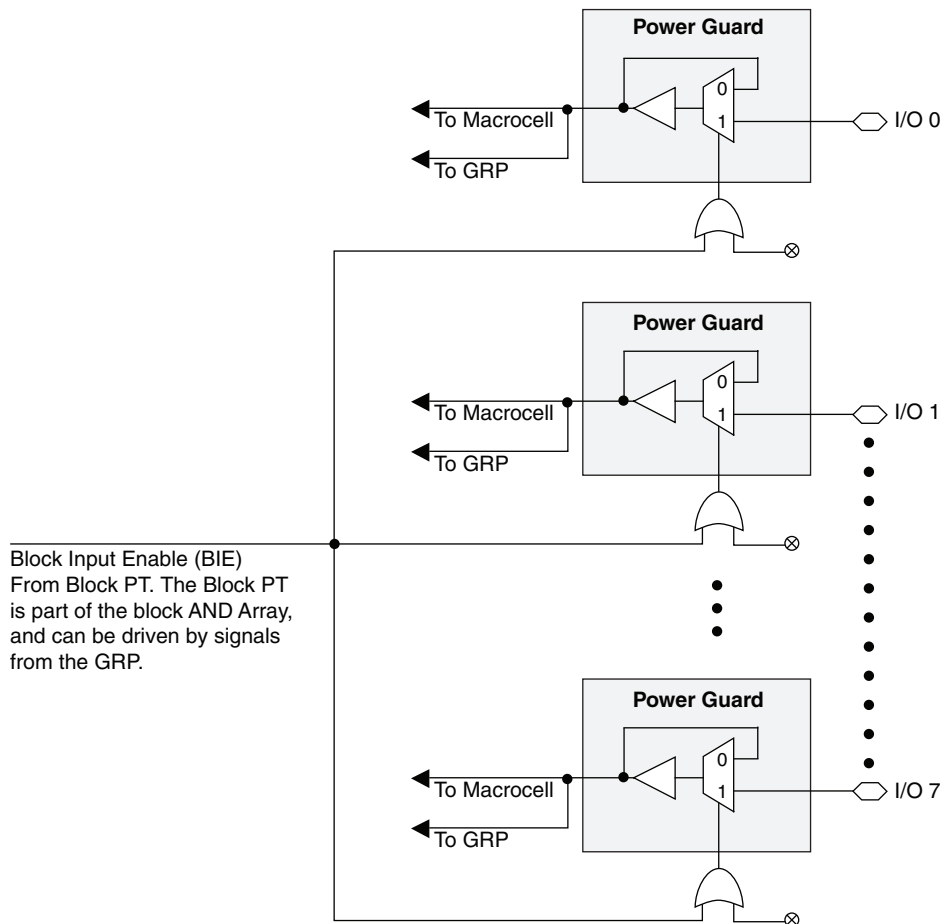 Power Guard
0
1
To Macrocell
To GRP
I/O 0
Power Guard
0
1
To Macrocell
To GRP
I/O 1
Block Input Enable (BIE)
From Block PT. The Block PT
is part of the block AND Array,
and can be driven by signals
from the GRP.
Power Guard
0
1
To Macrocell
To GRP
I/O 7